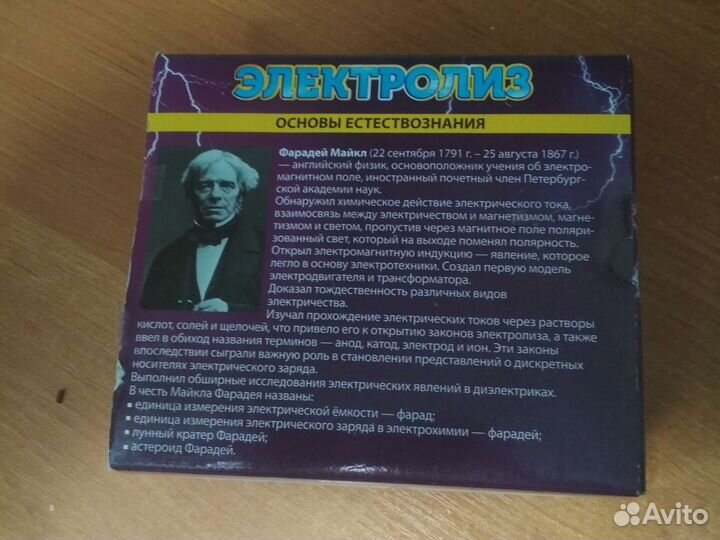 ЭЛЕКТРОЛИЗ
ОСНОВЫ ЕСТЕСТВОЗНАНИЯ
Фарадей Майкл (22 сентября 1791 г. – 25 августа 1867 г.)
— английский физик, основоположник учения об электро-
магнитном поле, иностранный почетный член Петербург-
ской академии наук.
Обнаружил химическое действие электрического тока,
взаимосвязь между электричеством и магнетизмом, магне-
тизмом и светом, пропустив через магнитное поле поляри-
зованный свет, который на выходе поменял полярность.
Открыл электромагнитную индукцию — явление, которое
легло в основу электротехники. Создал первую модель
электродвигателя и трансформатора.
Доказал тождественность различных видов
электричества.
Изучал прохождение электрических токов через растворы
кислот, солей и щелочей, что привело его к открытию законов электролиза, а также
ввел в обиход названия терминов — анод, катод, электрод и ион. Эти законы
впоследствии сыграли важную роль в становлении представлений о дискретных
носителях электрического заряда.
Выполнил обширные исследования электрических явлений в диэлектриках.
В честь Майкла Фарадея названы:
▪ единица измерения электрической ёмкости — фарад;
▪ единица измерения электрического заряда в электрохимии — фарадей;
▪ лунный кратер Фарадей;
▪ астероид Фарадей.
Avito